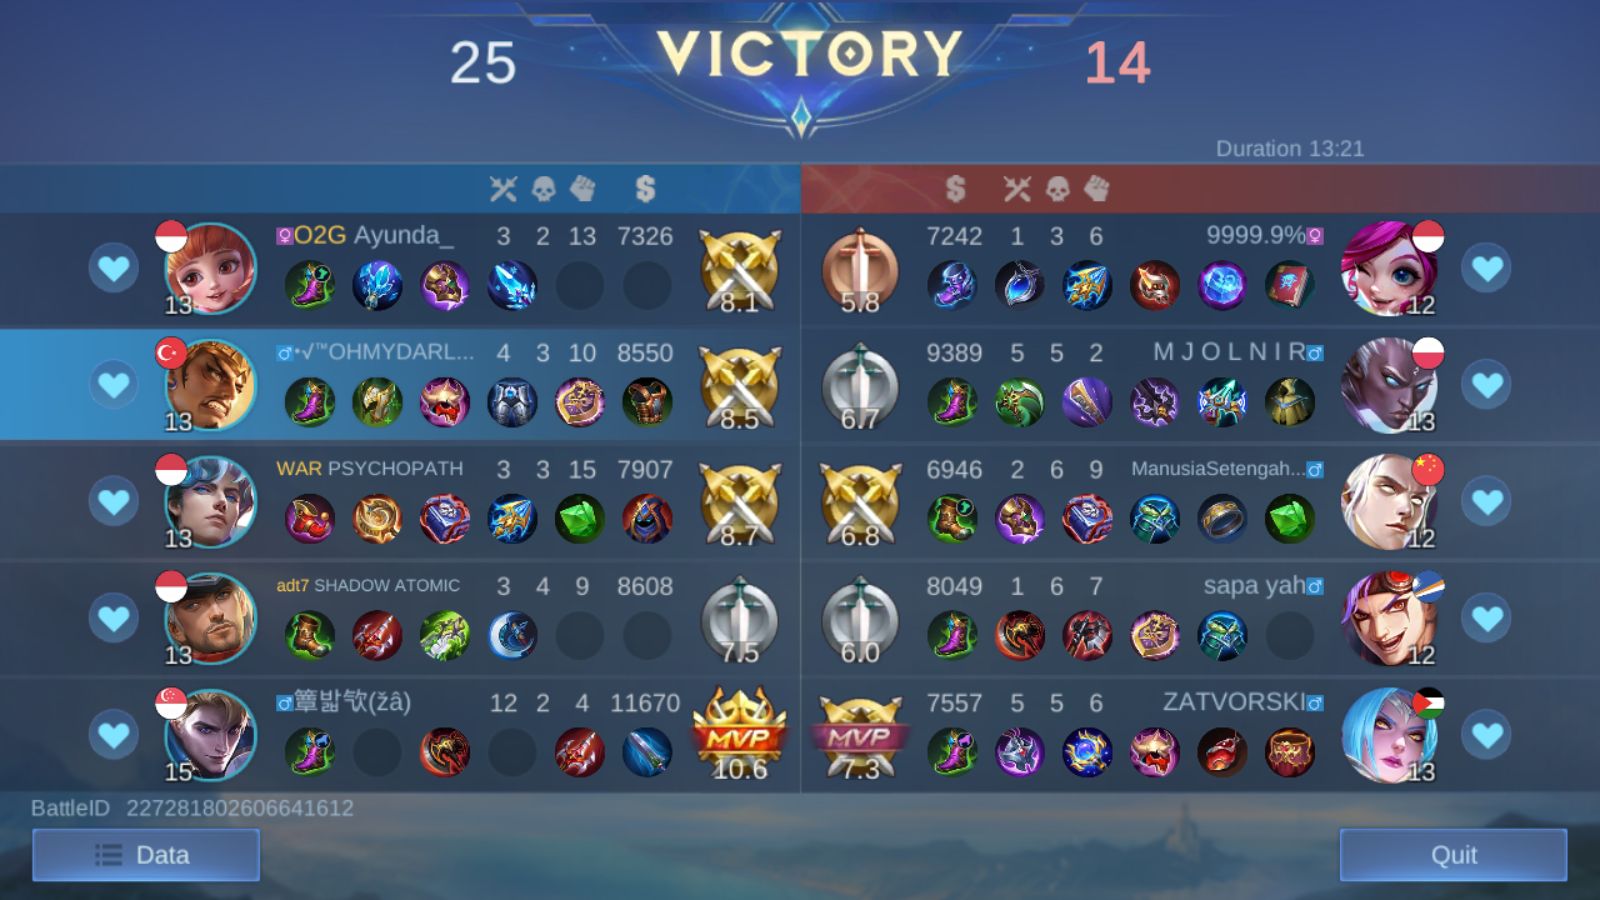 25 VICTORY 14
Duration 13:21
O2G Ayunda_ 3 2 13 7326 8.1 13
5.8 7242 1 3 6 9999.9% 12
•√™OHMYDARL... 4 3 10 8550 8.5 13
6.7 9389 5 5 2 M J O L N I R 13
WAR PSYCHOPATH 3 3 15 7907 8.7 13
6.8 6946 2 6 9 ManusiaSetengah... 12
adt7 SHADOW ATOMIC 3 4 9 8608 7.5 13
6.0 8049 1 6 7 sapa yah 12
(žâ) 12 2 4 11670 MVP 10.6 15
MVP 7.3 7557 5 5 6 ZATVORSKI 13
BattleID 227281802606641612
Data
Quit